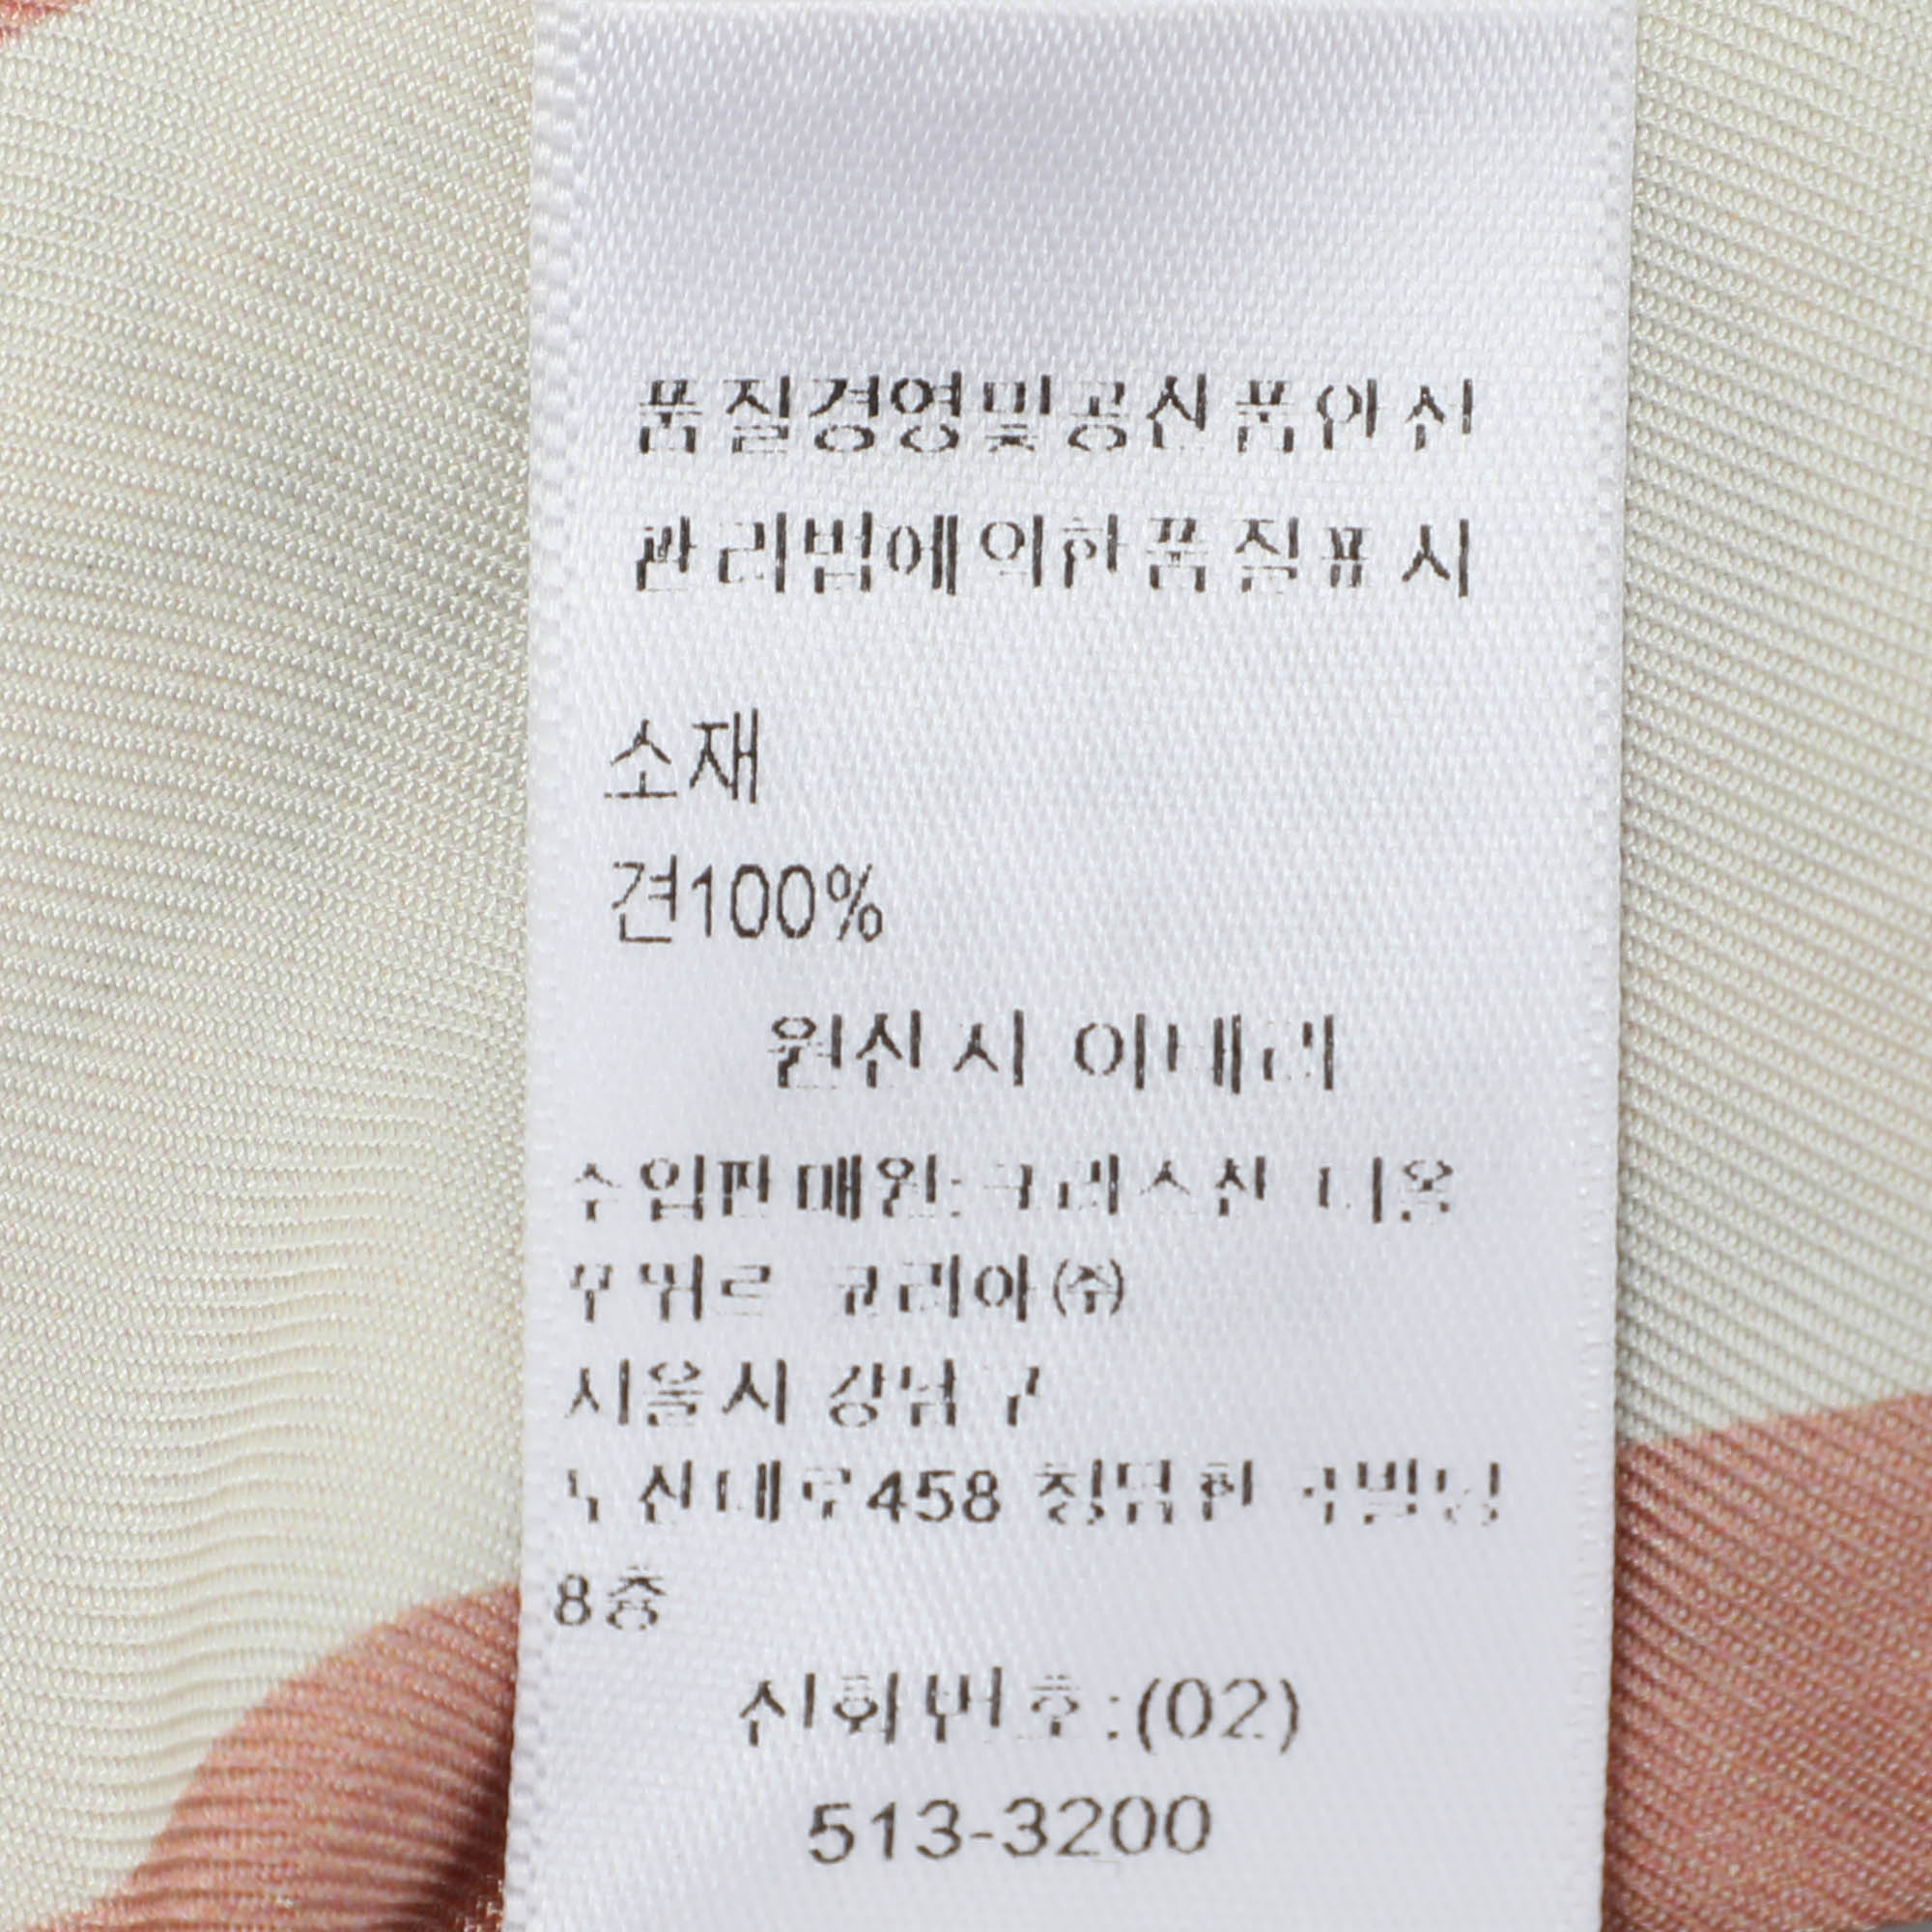 품질경영및공산품안전
관리법에의한품질표시
소재
견100%
원산지 이태리
수입판매원:크리스챤 디올
꾸뛰르 코리아㈜
서울시 강남구
도산대로458 청담한국빌딩
8층
전화번호:(02)
513-3200